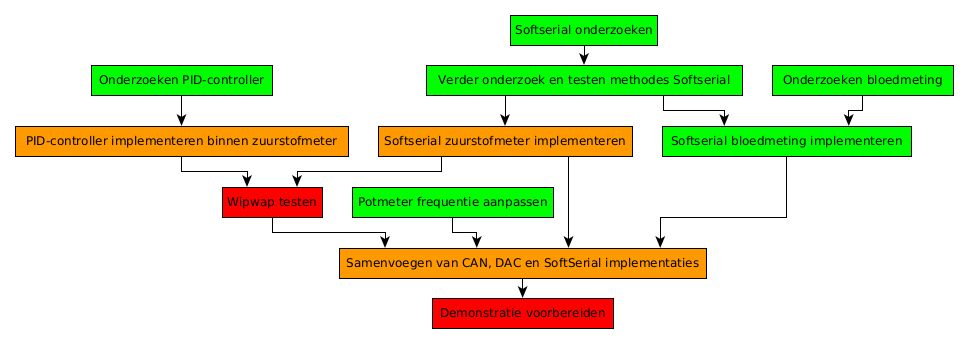 Softserial onderzoeken
Onderzoeken PID-controller
Verder onderzoek en testen methodes Softserial
Onderzoeken bloedmeting
PID-controller implementeren binnen zuurstofmeter
Softserial zuurstofmeter implementeren
Softserial bloedmeting implementeren
Wipwap testen
Potmeter frequentie aanpassen
Samenvoegen van CAN, DAC en SoftSerial implementaties
Demonstratie voorbereiden